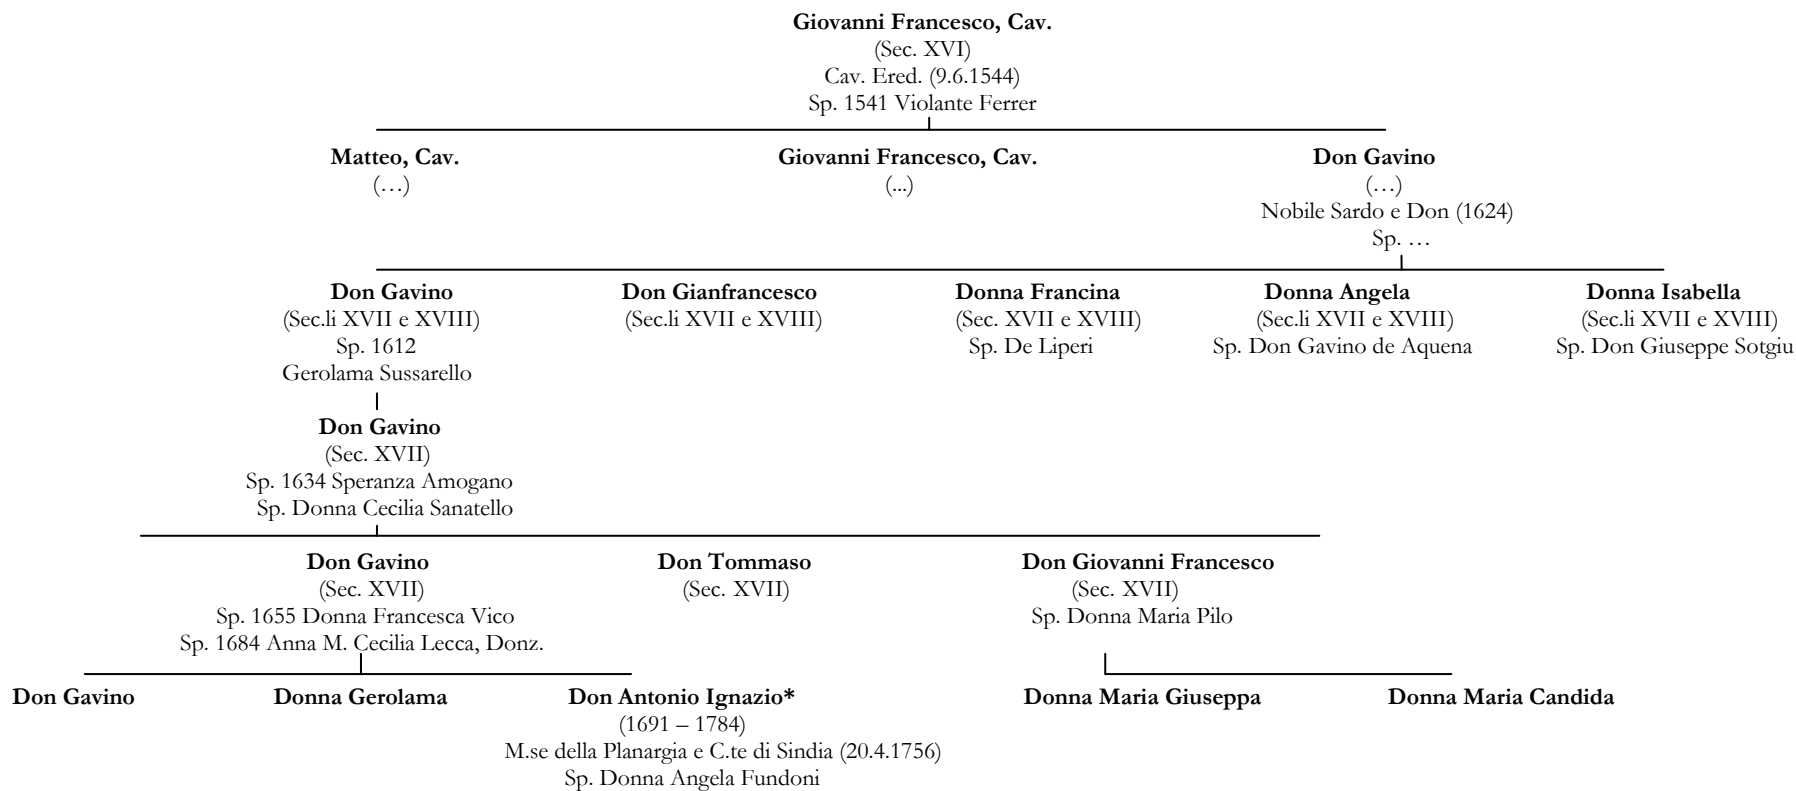 Giovanni Francesco, Cav.
(Sec. XVI)
Cav. Ered. (9.6.1544)
Sp. 1541 Violante Ferrer
Matteo, Cav.
(…)
Giovanni Francesco, Cav.
(...)
Don Gavino
(…)
Nobile Sardo e Don (1624)
Sp. …
Don Gavino
(Sec.li XVII e XVIII)
Sp. 1612
Gerolama Sussarello
Don Gianfrancesco
(Sec.li XVII e XVIII)
Donna Francina
(Sec. XVII e XVIII)
Sp. De Liperi
Donna Angela
(Sec.li XVII e XVIII)
Sp. Don Gavino de Aquena
Donna Isabella
(Sec.li XVII e XVIII)
Sp. Don Giuseppe Sotgiu
Don Gavino
(Sec. XVII)
Sp. 1634 Speranza Amogano
Sp. Donna Cecilia Sanatello
Don Gavino
(Sec. XVII)
Sp. 1655 Donna Francesca Vico
Sp. 1684 Anna M. Cecilia Lecca, Donz.
Don Tommaso
(Sec. XVII)
Don Giovanni Francesco
(Sec. XVII)
Sp. Donna Maria Pilo
Don Gavino
Donna Gerolama
Don Antonio Ignazio*
(1691 – 1784)
M.se della Planargia e C.te di Sindia (20.4.1756)
Sp. Donna Angela Fundoni
Donna Maria Giuseppa
Donna Maria Candida